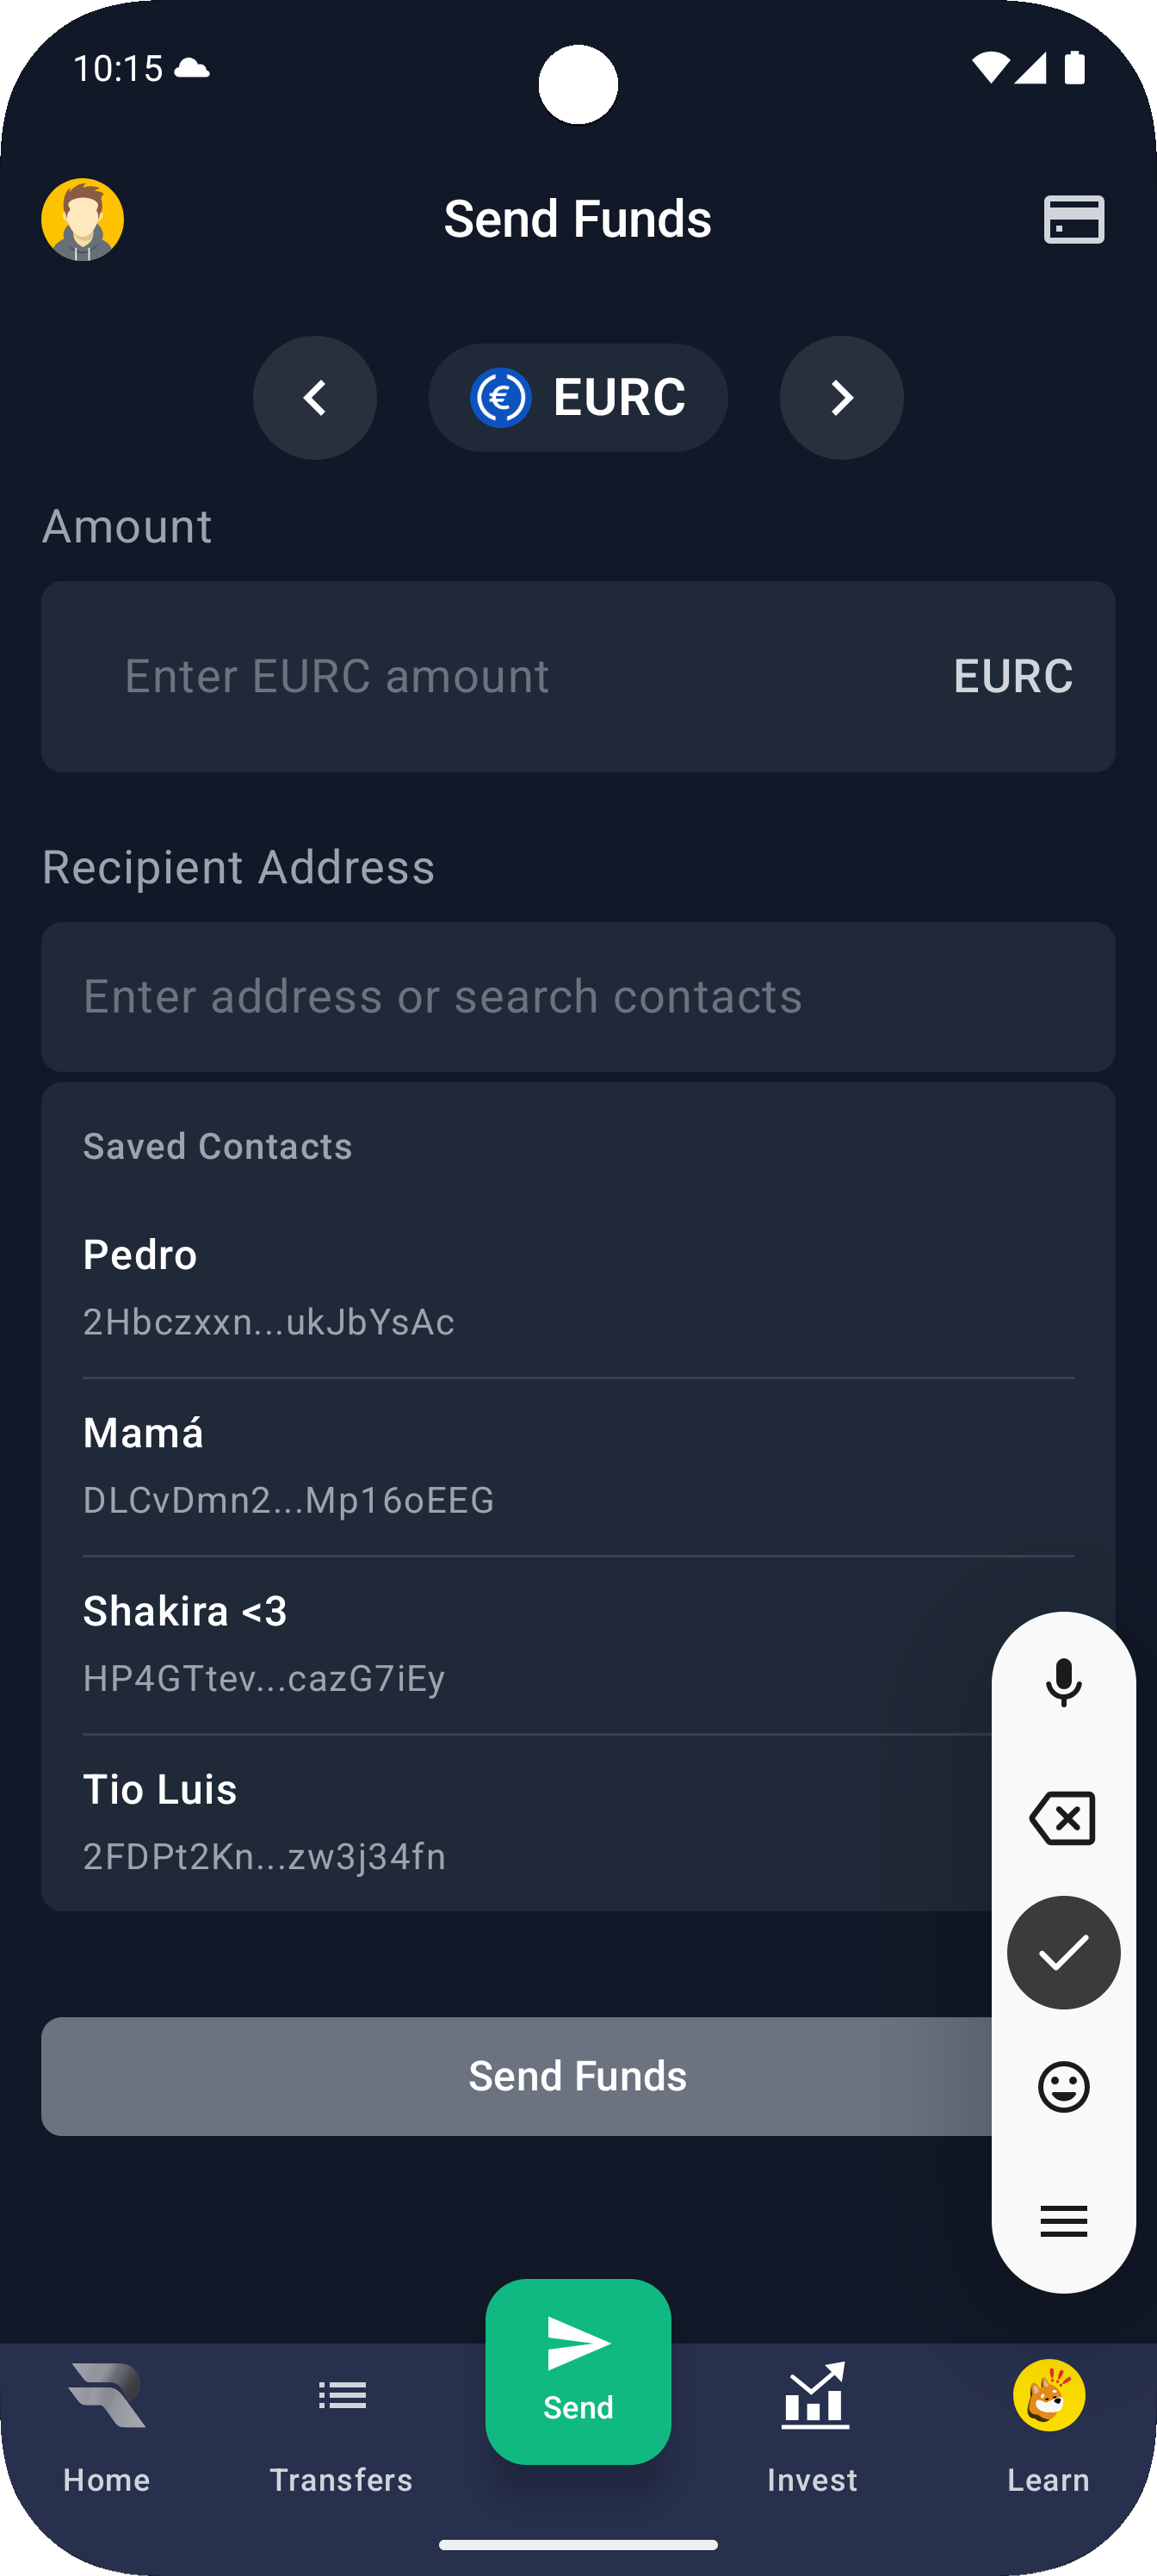 10:15
Send Funds
EURC
Amount
Enter EURC amount EURC
Recipient Address
Enter address or search contacts
Saved Contacts
Pedro
2Hbczxxn...ukJbYsAc
Mamá
DLCvDmn2...Mp16oEEG
Shakira <3
HP4GTtev...cazG7iEy
Tio Luis
2FDPt2Kn...zw3j34fn
Send Funds
Send
Home Transfers Invest Learn